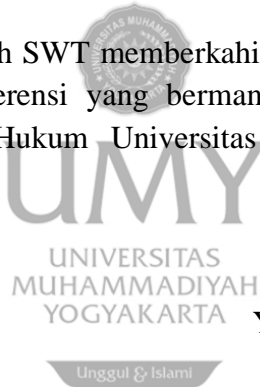 h SWT memberkahi
erensi yang berman
Hukum Universitas
UMY
UNIVERSITAS
MUHAMMADIYAH
YOGYAKARTA
Y
Unggul & Islami